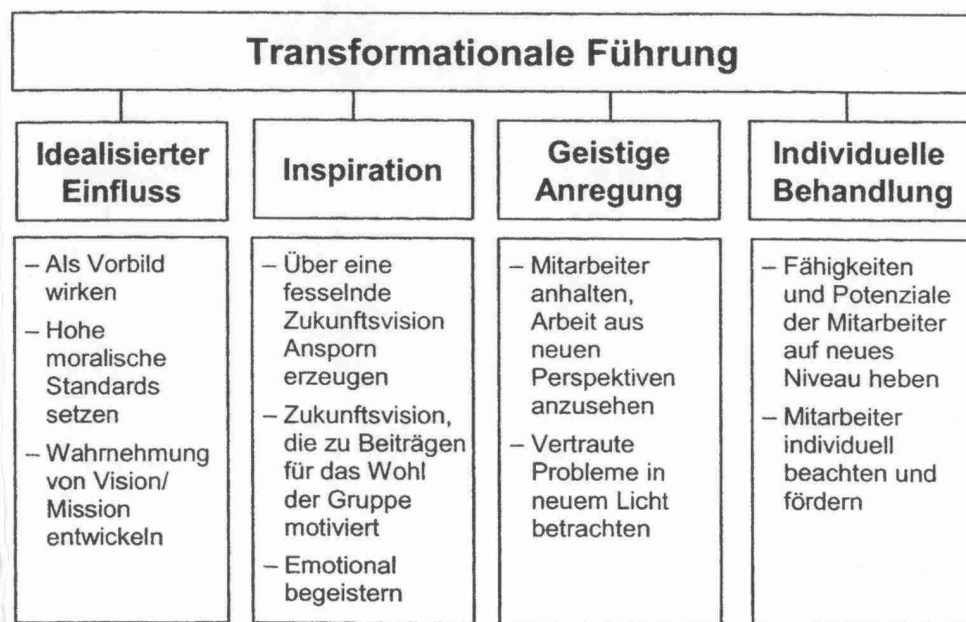 Transformationale Führung
Idealisierter
Einfluss
– Als Vorbild
wirken
– Hohe
moralische
Standards
setzen
– Wahrnehmung
von Vision/
Mission
entwickeln
Inspiration
– Über eine
fesselnde
Zukunftsvision
Ansporn
erzeugen
– Zukunftsvision,
die zu Beiträgen
für das Wohl
der Gruppe
motiviert
– Emotional
begeistern
Geistige
Anregung
– Mitarbeiter
anhalten,
Arbeit aus
neuen
Perspektiven
anzusehen
– Vertraute
Probleme in
neuem Licht
betrachten
Individuelle
Behandlung
– Fähigkeiten
und Potenziale
der Mitarbeiter
auf neues
Niveau heben
– Mitarbeiter
individuell
beachten und
fördern